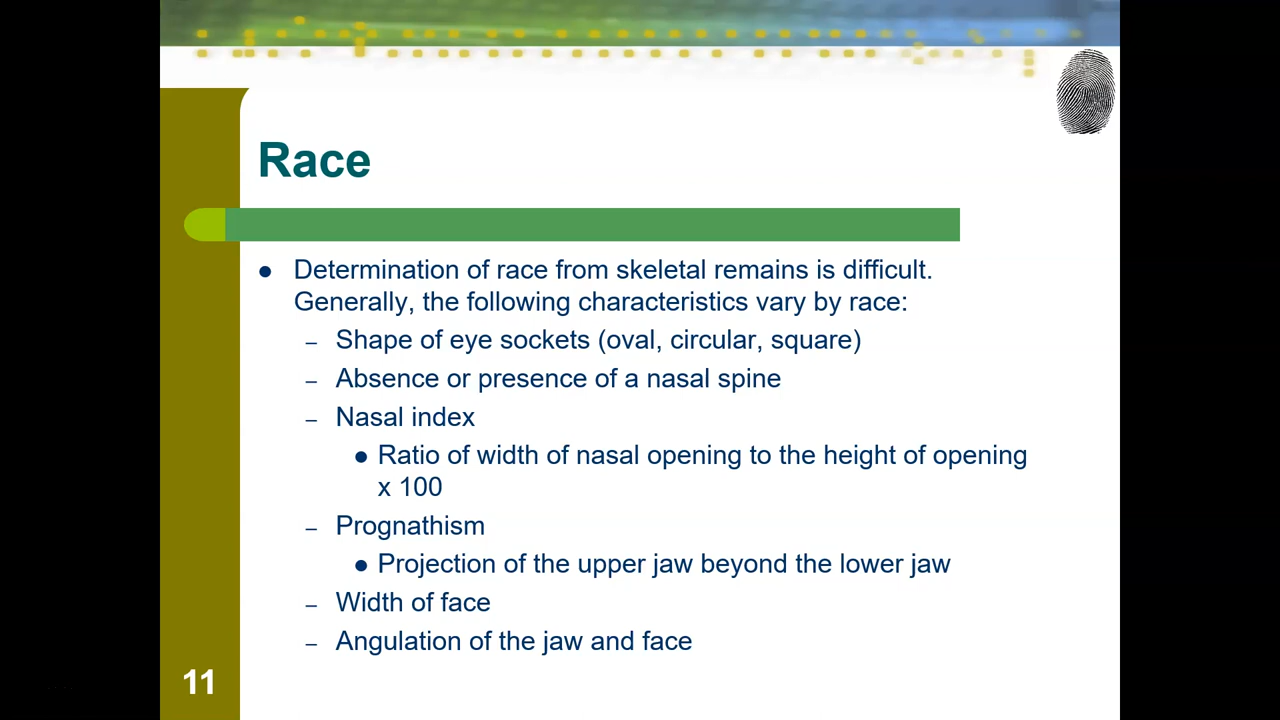 Race
● Determination of race from skeletal remains is difficult.
Generally, the following characteristics vary by race:
– Shape of eye sockets (oval, circular, square)
– Absence or presence of a nasal spine
– Nasal index
● Ratio of width of nasal opening to the height of opening
x 100
– Prognathism
● Projection of the upper jaw beyond the lower jaw
– Width of face
– Angulation of the jaw and face
11